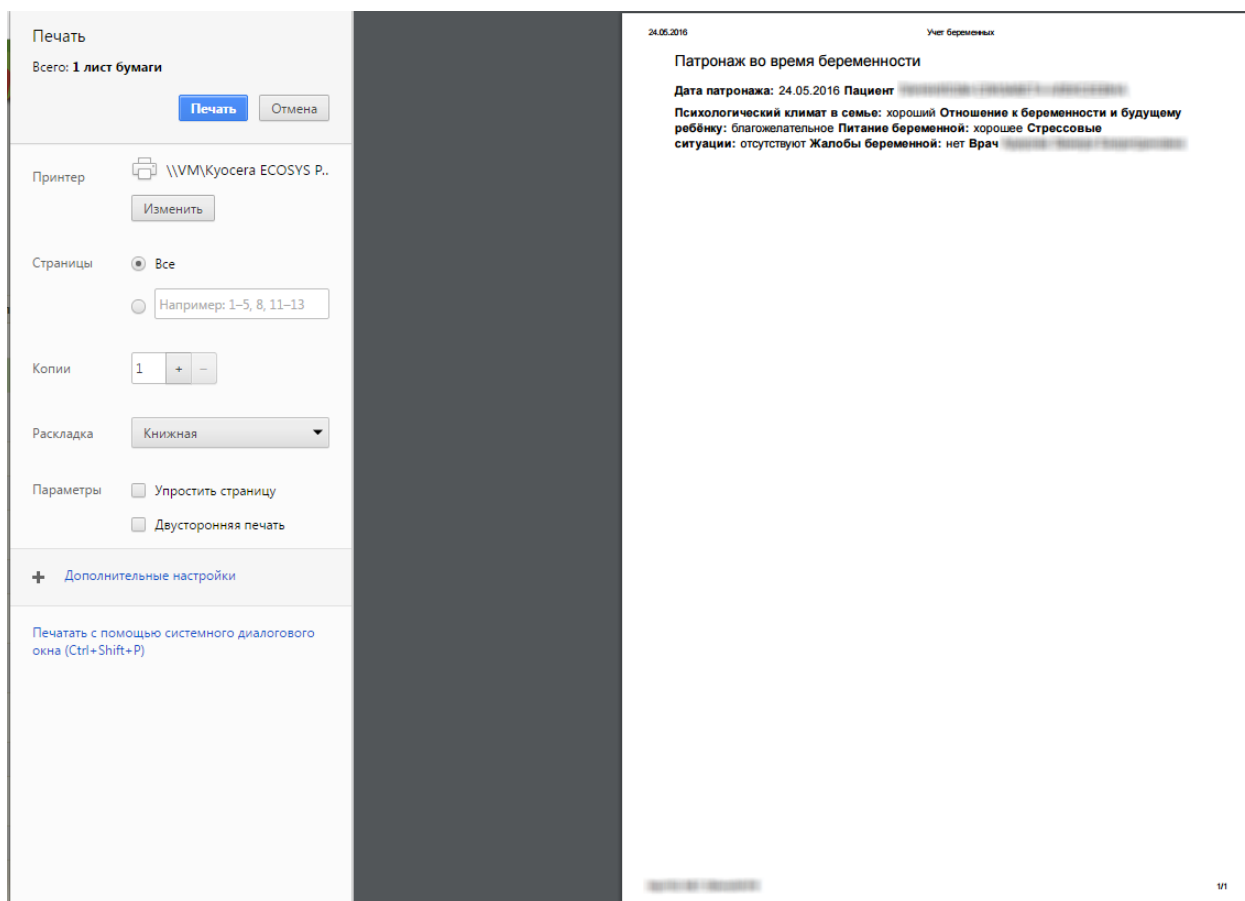 Печать
Всего: 1 лист бумаги
Печать Отмена
Принтер \\VM\Kyocera ECOSYS P..
Изменить
Страницы Все
Например: 1–5, 8, 11–13
Копии 1 + −
Раскладка Книжная
Параметры Упростить страницу
Двусторонняя печать
+ Дополнительные настройки
Печатать с помощью системного диалогового
окна (Ctrl+Shift+P)
24.05.2016 Учет беременных
Патронаж во время беременности
Дата патронажа: 24.05.2016 Пациент
Психологический климат в семье: хороший Отношение к беременности и будущему
ребёнку: благожелательное Питание беременной: хорошее Стрессовые
ситуации: отсутствуют Жалобы беременной: нет Врач
1/1